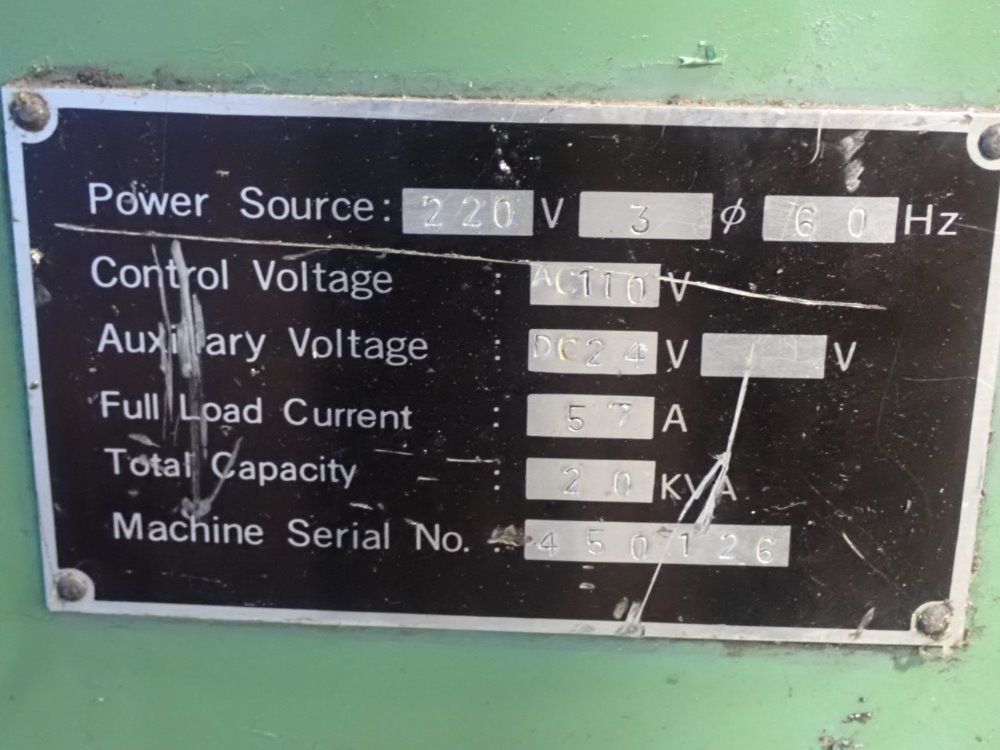 Power Source: 220 V 3 ϕ 60 Hz
Control Voltage : AC110 V
Auxiliary Voltage : DC24 V V
Full Load Current : 57 A
Total Capacity : 20 KVA
Machine Serial No. : 450126